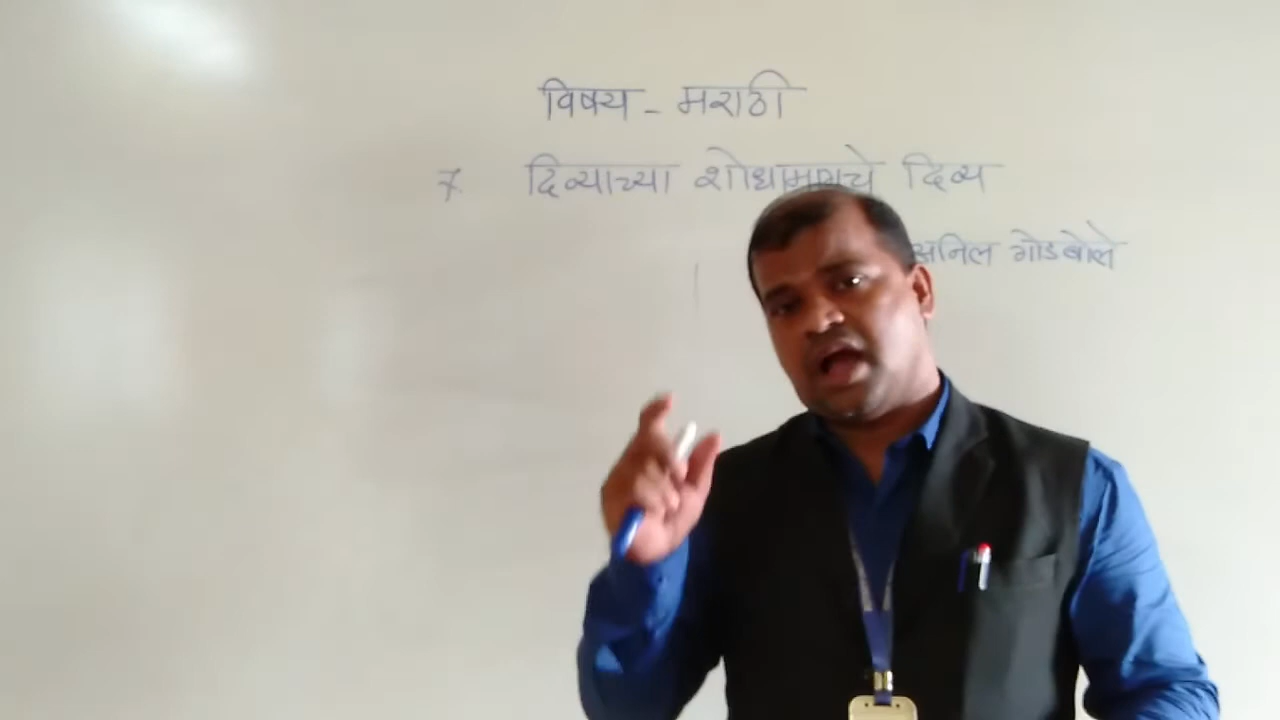 विषय - मराठी
7. दिव्याच्या शोधामागचे दिव्य
अनिल गोडबोले